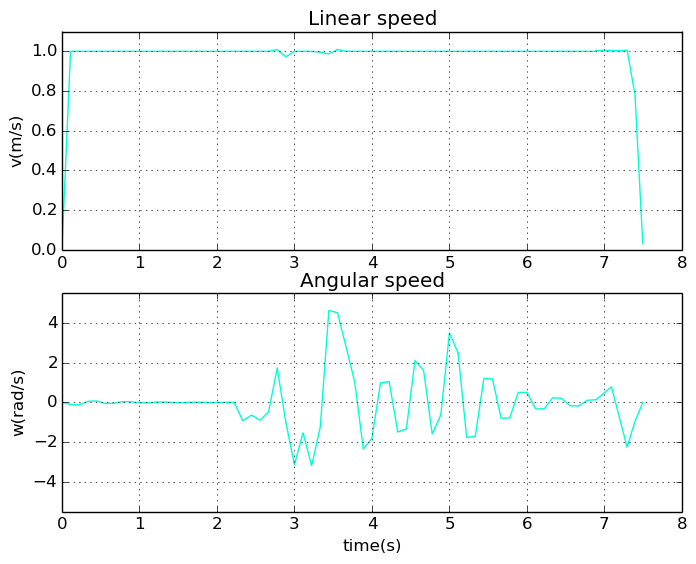 Linear speed
1.0
0.8
0.6
0.4
0.2
0.0
v(m/s)
0 1 2 3 4 5 6 7 8
Angular speed
4
2
0
−2
−4
w(rad/s)
0 1 2 3 4 5 6 7 8
time(s)